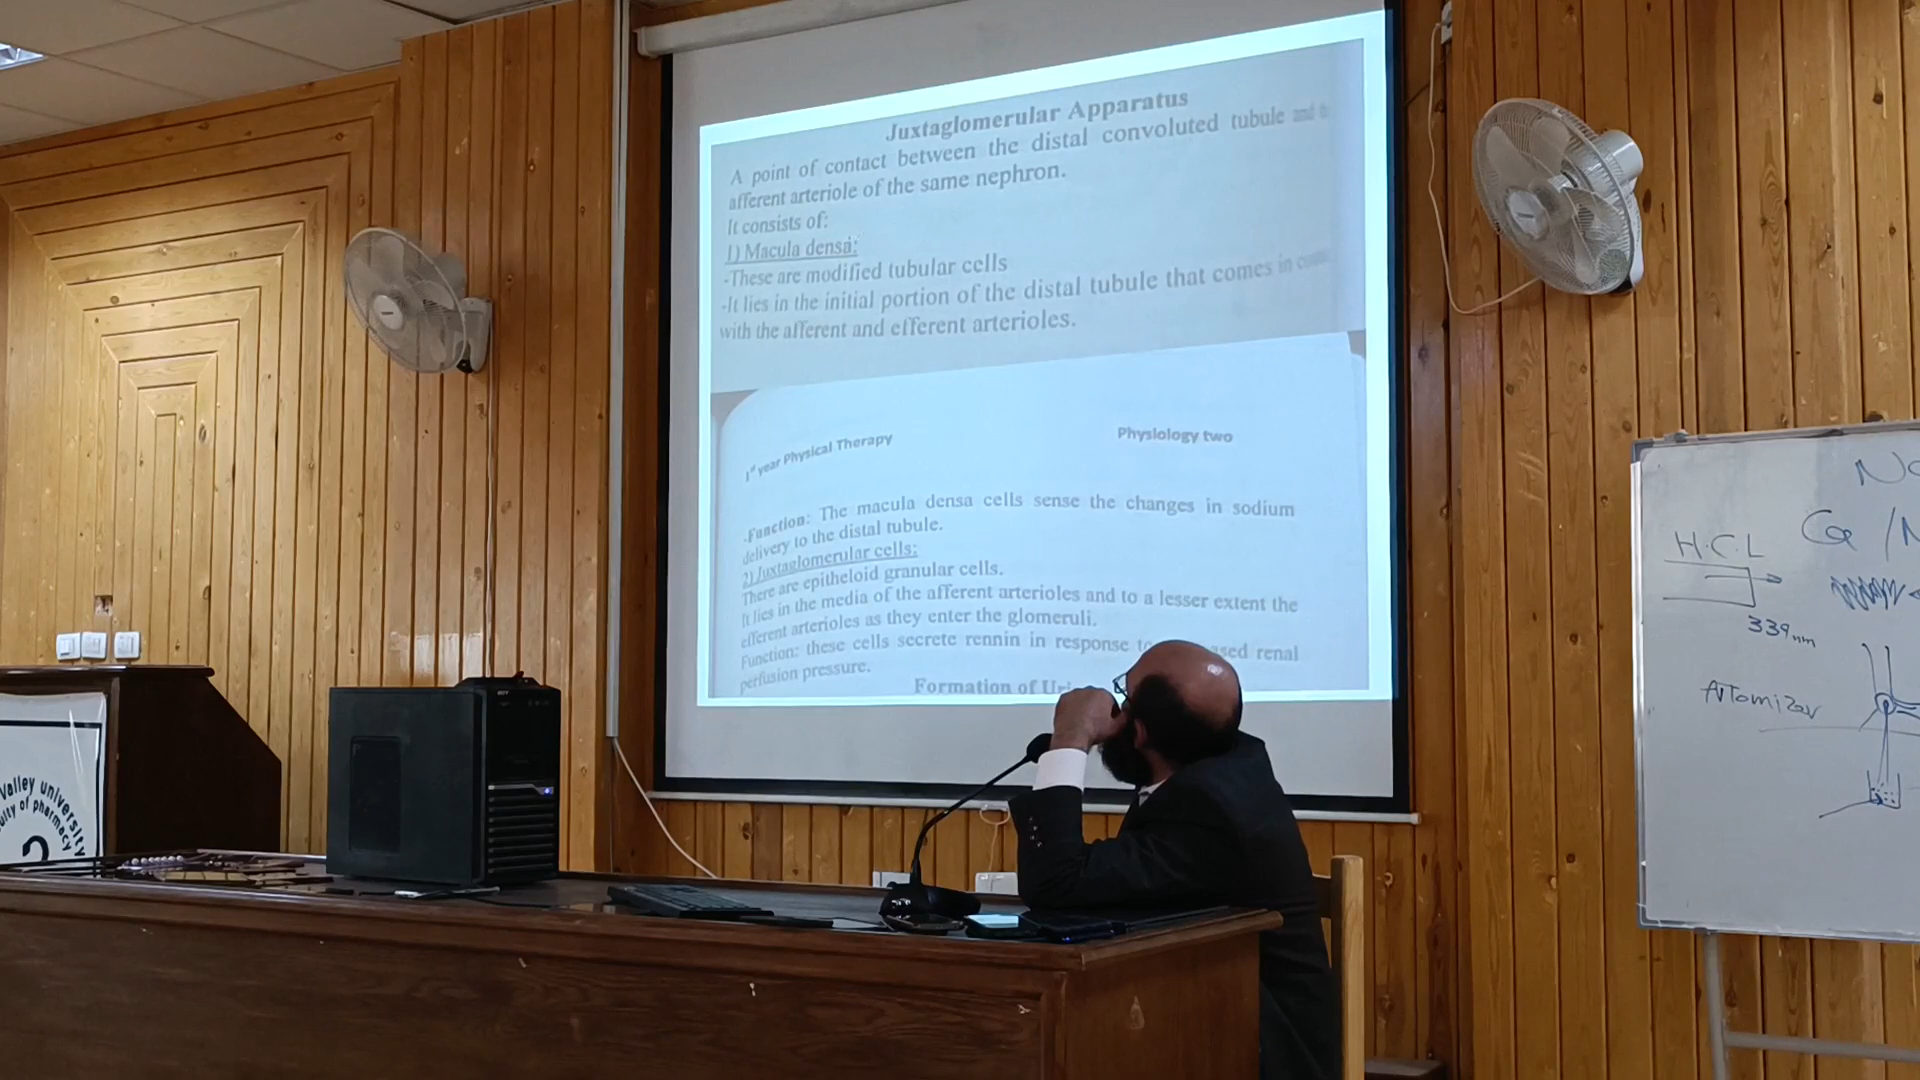 Juxtaglomerular Apparatus
A point of contact between the distal convoluted tubule and
afferent arteriole of the same nephron.
It consists of:
1) Macula densa:
-These are modified tubular cells
-It lies in the initial portion of the distal tubule that comes in
with the afferent and efferent arterioles.
1st year Physical Therapy
Physiology two
-Function: The macula densa cells sense the changes in sodium
delivery to the distal tubule.
2) Juxtaglomerular cells:
There are epitheloid granular cells.
It lies in the media of the afferent arterioles and to a lesser extent the
efferent arterioles as they enter the glomeruli.
Function: these cells secrete rennin in response renal
perfusion pressure.
Formation of
H.C.L
339 nm
Atomizer
Valley university
of pharmacy